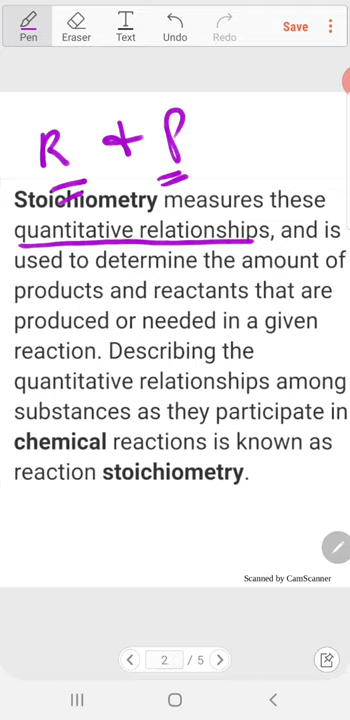 Pen Eraser Text Undo Redo Save
R + P
Stoichiometry measures these
quantitative relationships, and is
used to determine the amount of
products and reactants that are
produced or needed in a given
reaction. Describing the
quantitative relationships among
substances as they participate in
chemical reactions is known as
reaction stoichiometry.
Scanned by CamScanner
2 / 5